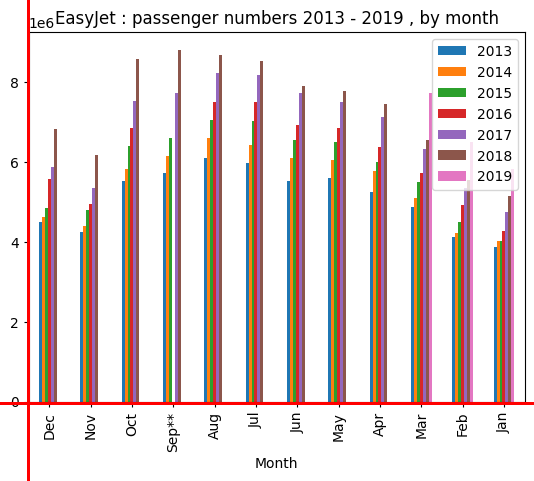 EasyJet : passenger numbers 2013 - 2019 , by month
1e6
2013
2014
2015
2016
2017
2018
2019
8
6
4
2
0
Dec
Nov
Oct
Sep**
Aug
Jul
Jun
May
Apr
Mar
Feb
Jan
Month